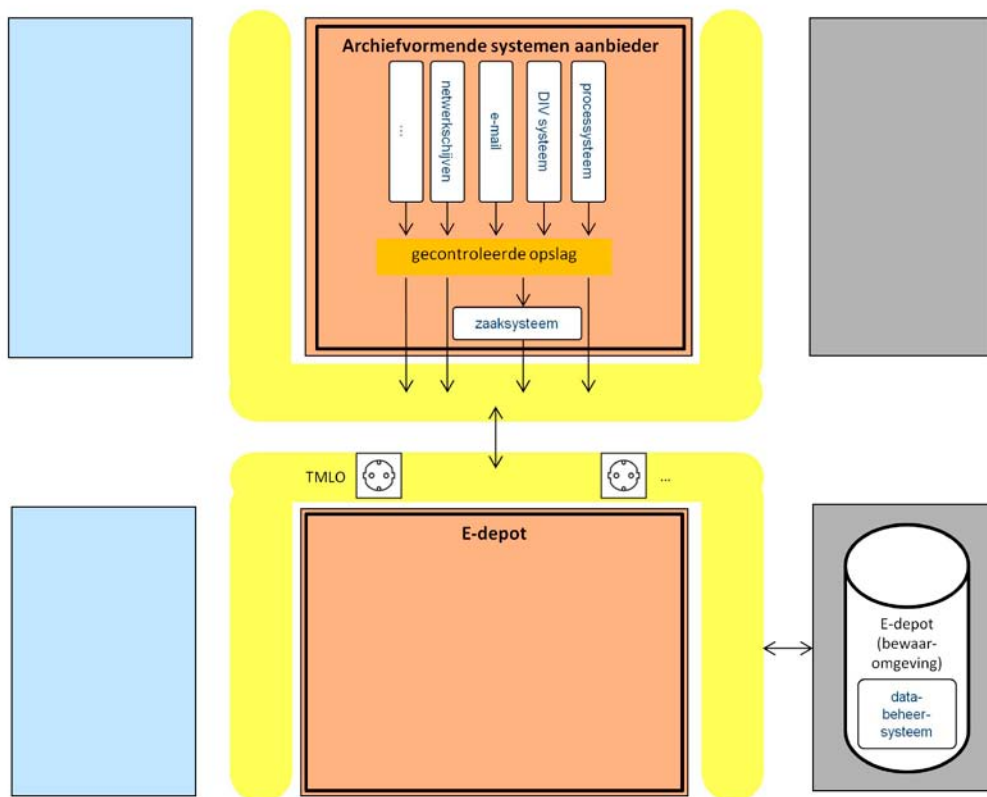 Archiefvormende systemen aanbieder
...
netwerkschijven
e-mail
DIV systeem
processysteem
gecontroleerde opslag
zaaksysteem
TMLO
...
E-depot
E-depot
(bewaar-
omgeving)
data-
beheer-
systeem